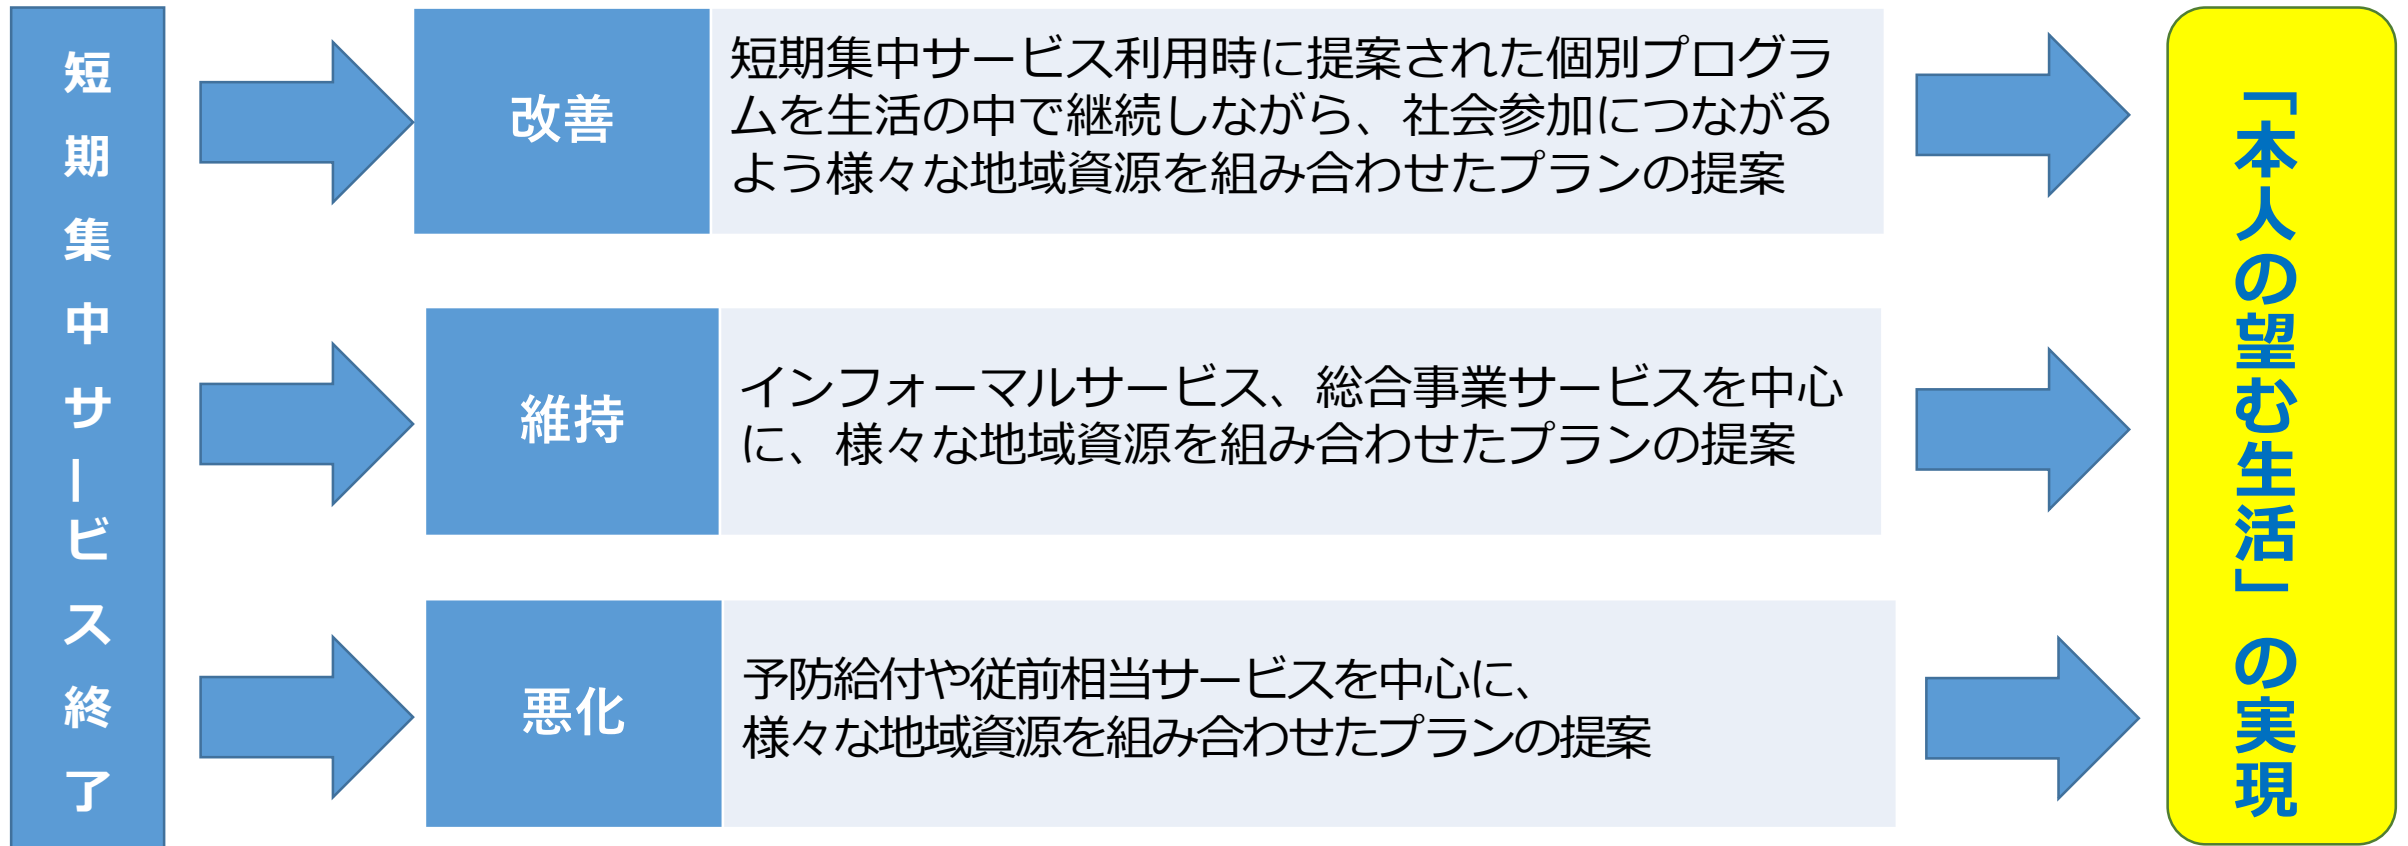 短期集中サービス終了
改善
短期集中サービス利用時に提案された個別プログラ
ムを生活の中で継続しながら、社会参加につながる
よう様々な地域資源を組み合わせたプランの提案
維持
インフォーマルサービス、総合事業サービスを中心
に、様々な地域資源を組み合わせたプランの提案
悪化
予防給付や従前相当サービスを中心に、
様々な地域資源を組み合わせたプランの提案
「本人の望む生活」の実現